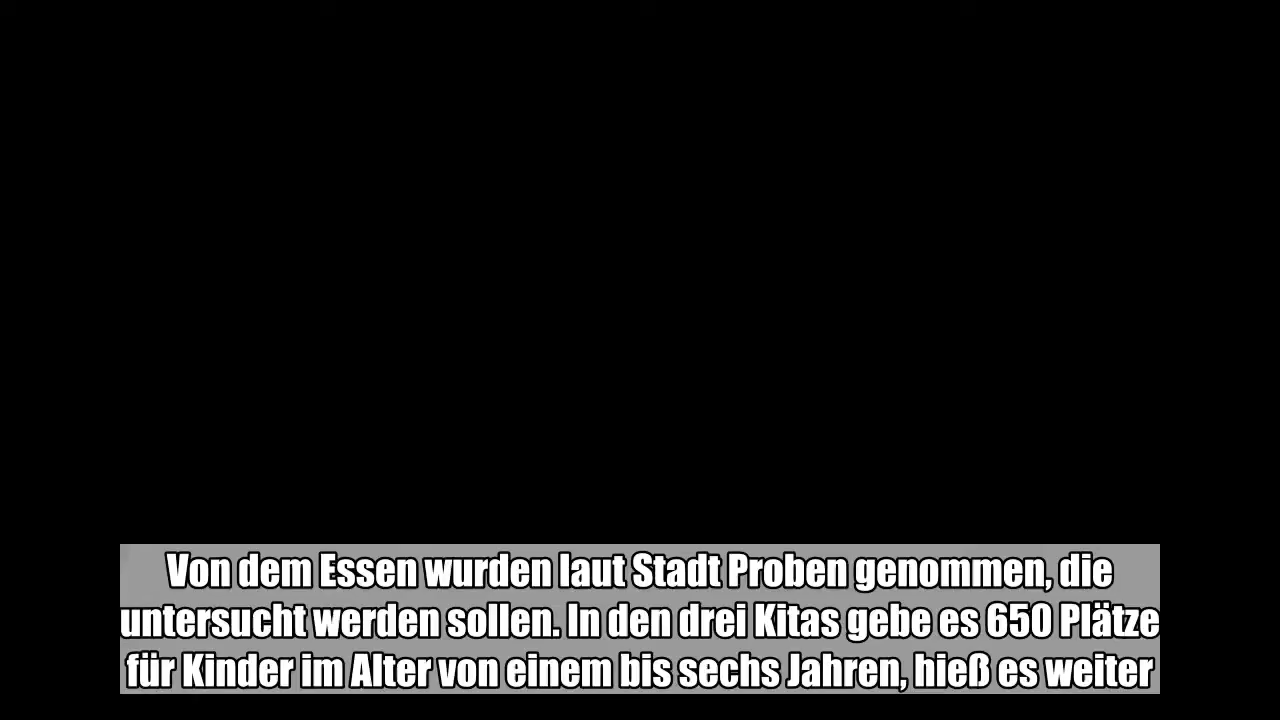 Von dem Essen wurden laut Stadt Proben genommen, die
untersucht werden sollen. In den drei Kitas gebe es 650 Plätze
für Kinder im Alter von einem bis sechs Jahren, hieß es weiter